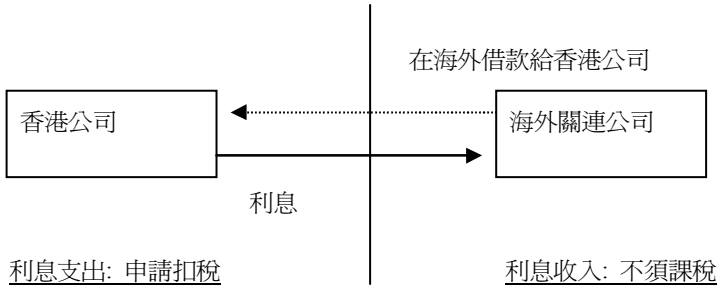 在海外借款給香港公司
香港公司
海外關連公司
利息
利息支出: 申請扣稅
利息收入: 不須課稅